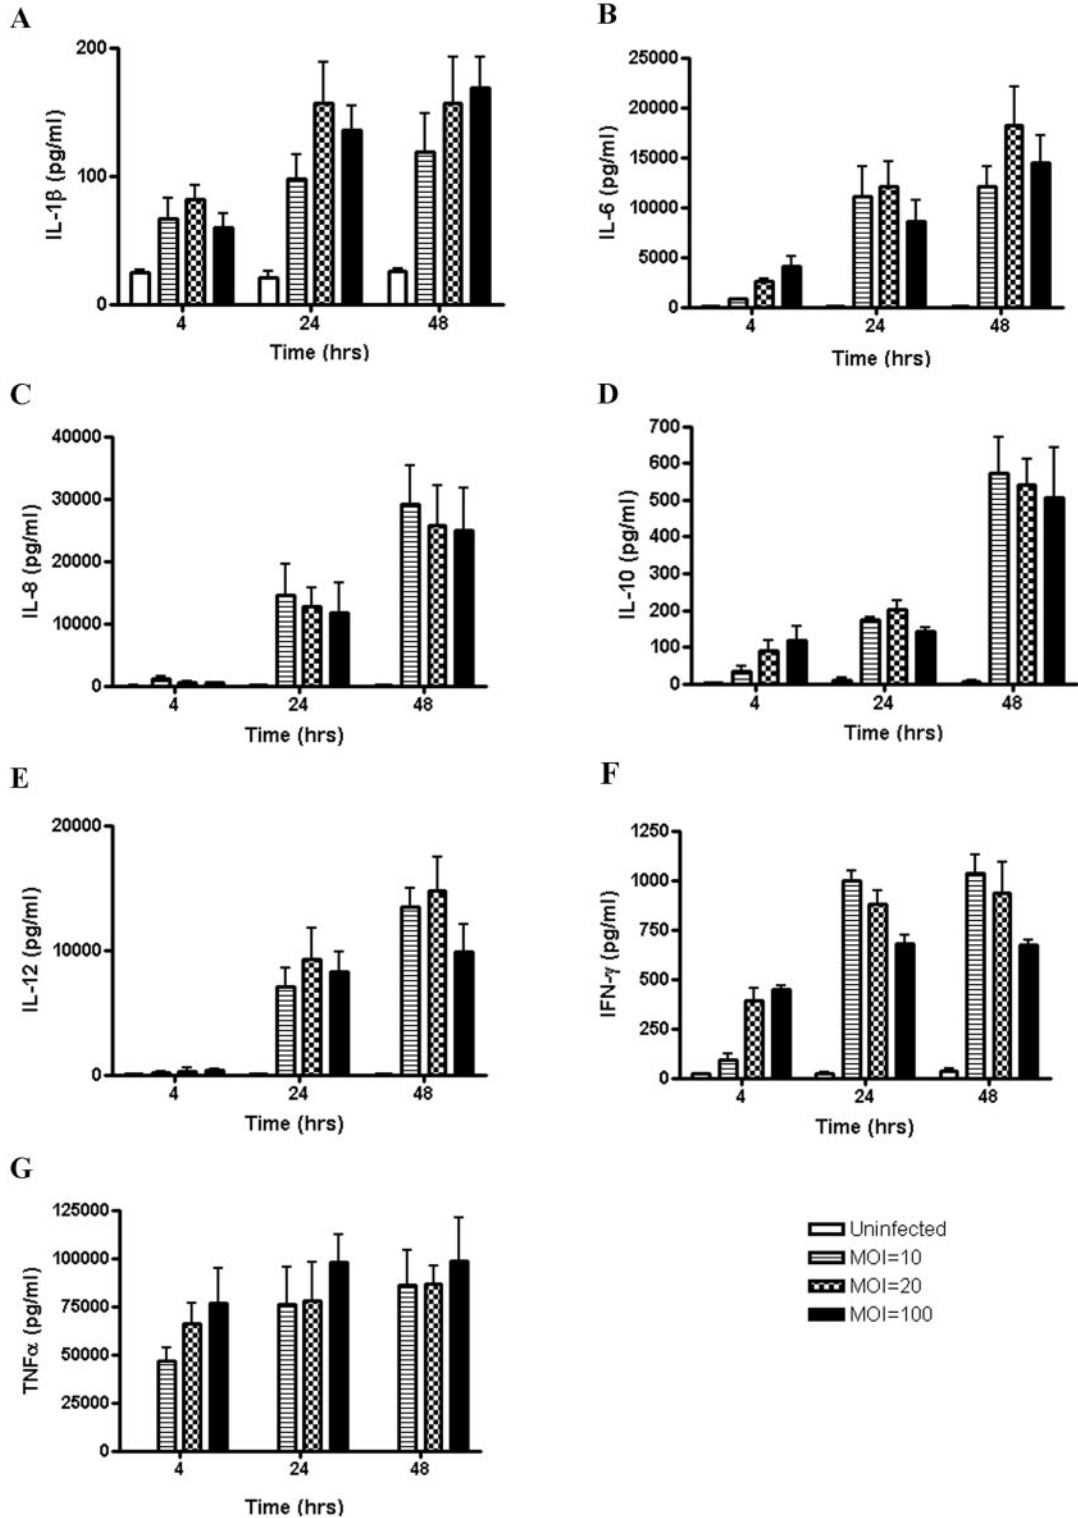 A
IL-1β (pg/ml)
200
100
0
4 24 48
Time (hrs)
B
IL-6 (pg/ml)
25000
20000
15000
10000
5000
0
4 24 48
Time (hrs)
C
IL-8 (pg/ml)
40000
30000
20000
10000
0
4 24 48
Time (hrs)
D
IL-10 (pg/ml)
700
600
500
400
300
200
100
0
4 24 48
Time (hrs)
E
IL-12 (pg/ml)
20000
10000
0
4 24 48
Time (hrs)
F
IFN-γ (pg/ml)
1250
1000
750
500
250
0
4 24 48
Time (hrs)
G
TNFα (pg/ml)
125000
100000
75000
50000
25000
0
4 24 48
Time (hrs)
Uninfected
MOI=10
MOI=20
MOI=100